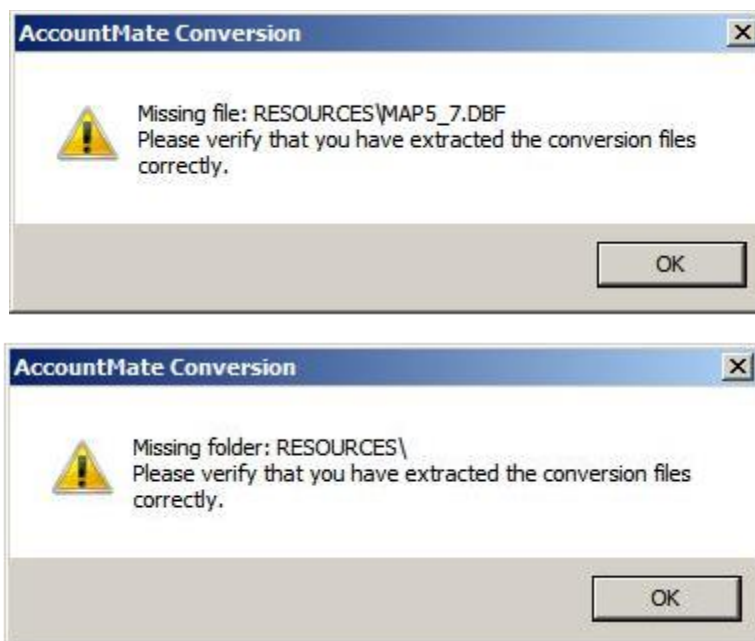 AccountMate Conversion
Missing file: RESOURCES\MAP5_7.DBF
Please verify that you have extracted the conversion files
correctly.
OK
AccountMate Conversion
Missing folder: RESOURCES\
Please verify that you have extracted the conversion files
correctly.
OK